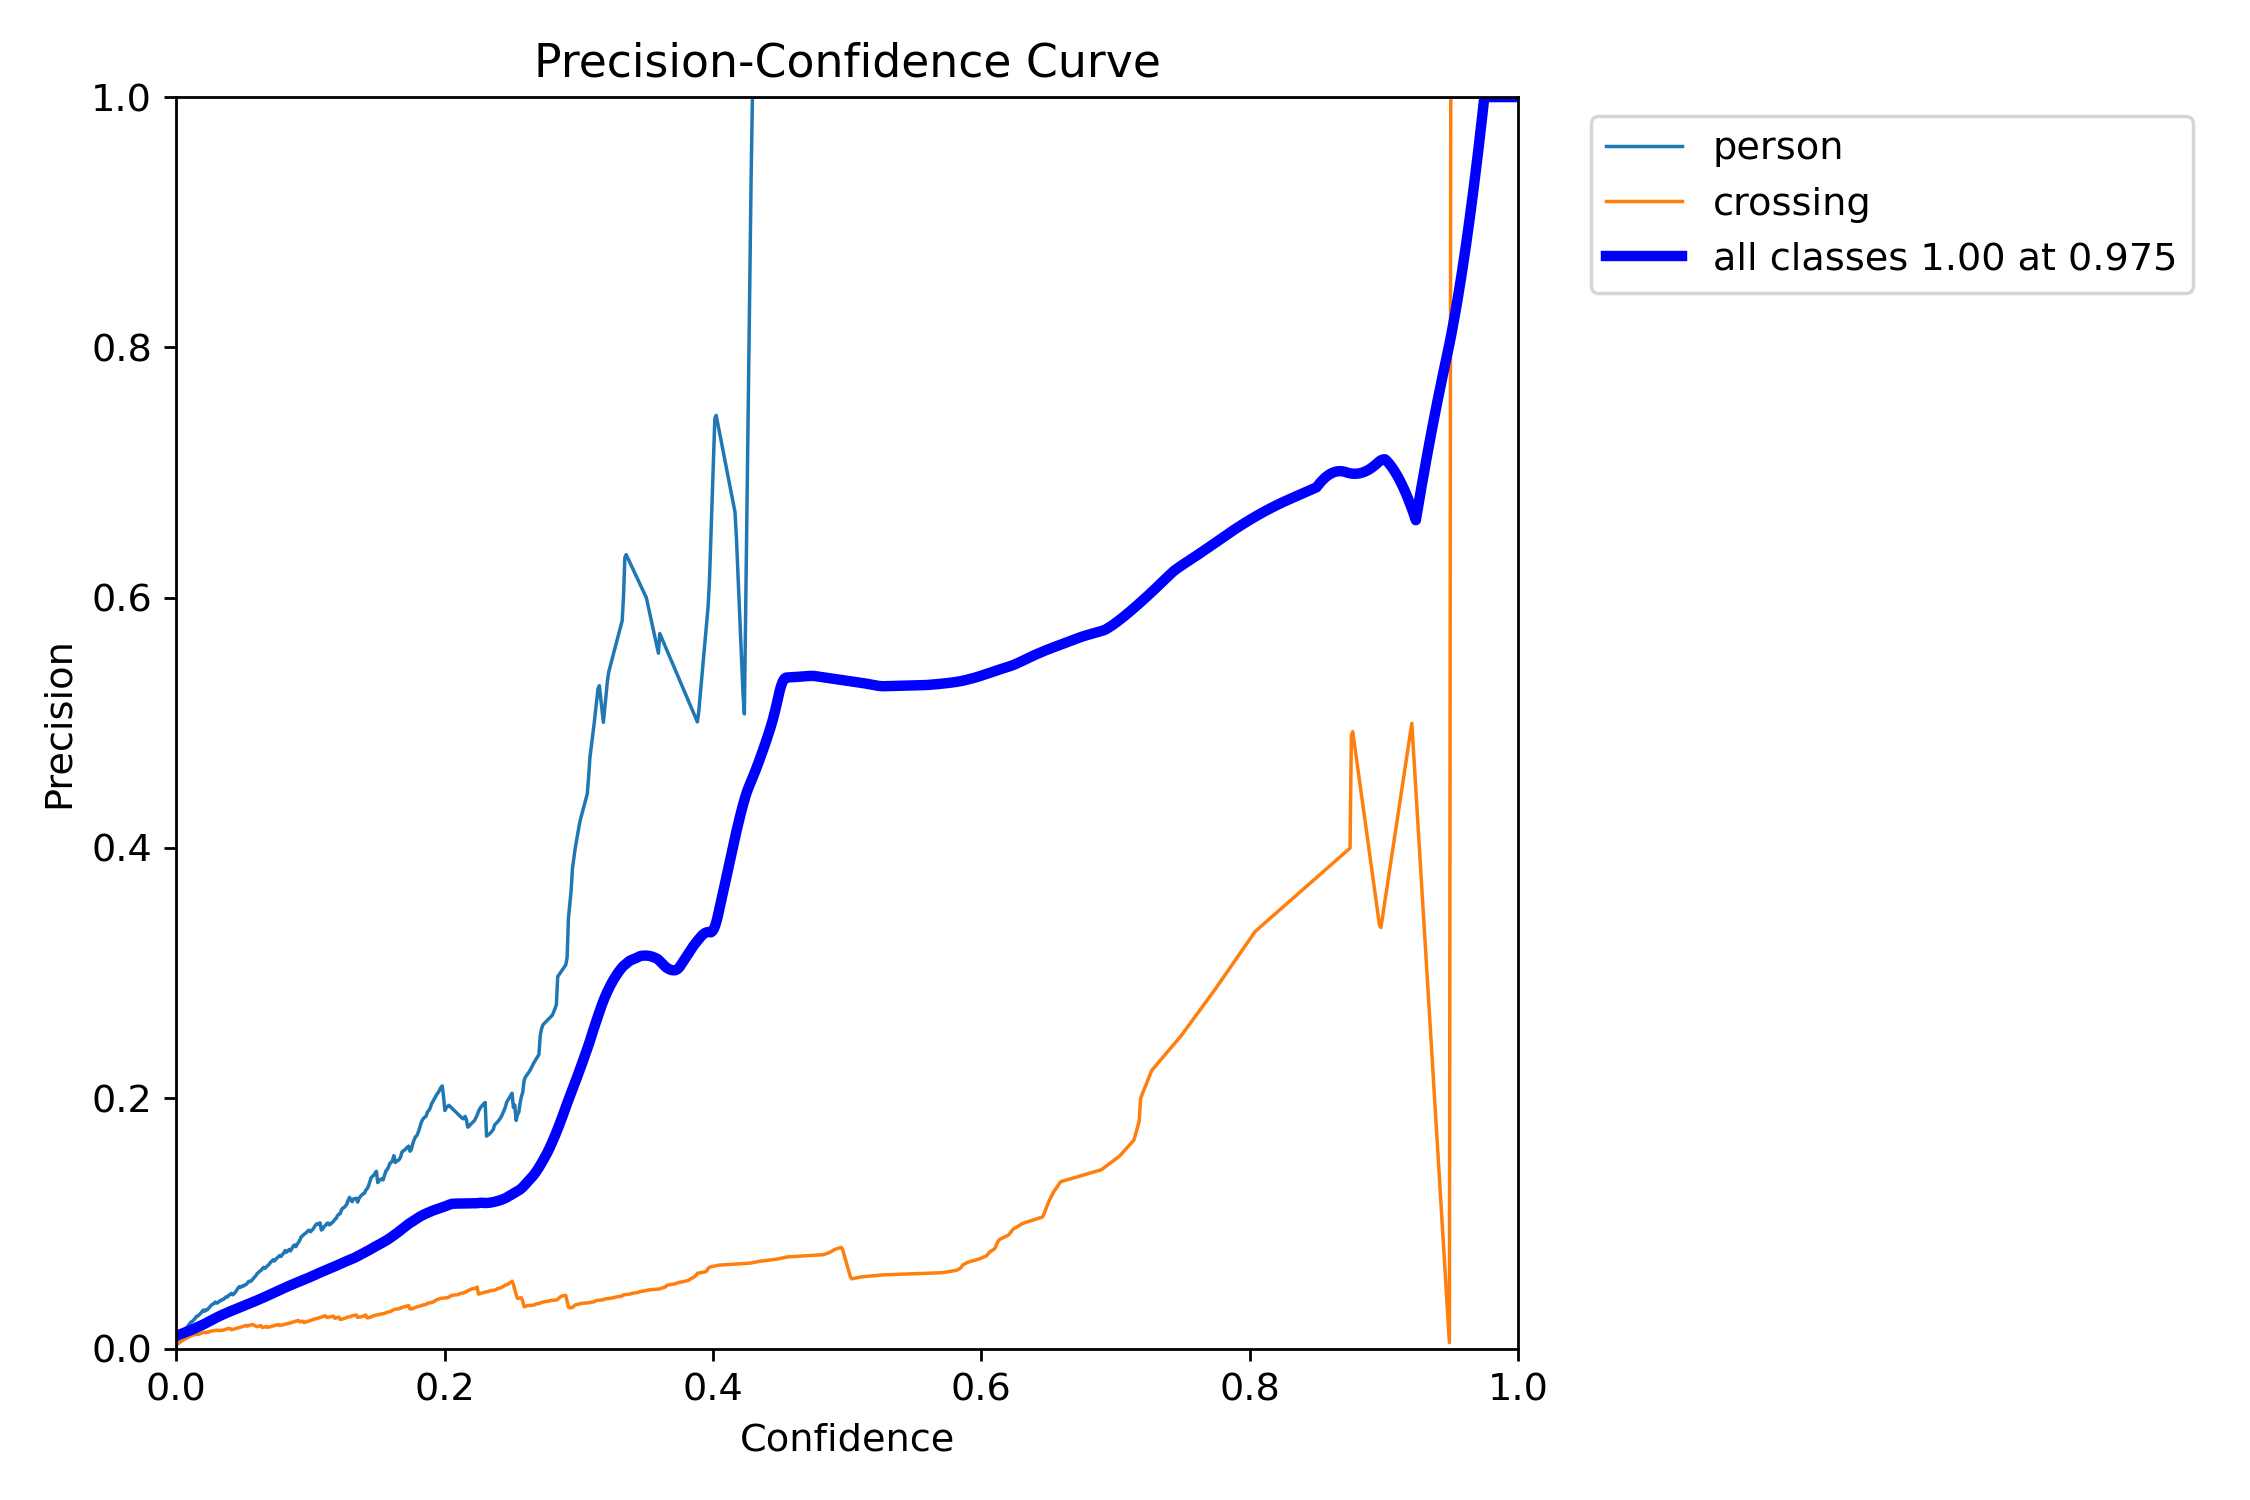 Precision-Confidence Curve
1.0
0.8
0.6
0.4
0.2
0.0
Precision
0.0 0.2 0.4 0.6 0.8 1.0
Confidence
person
crossing
all classes 1.00 at 0.975